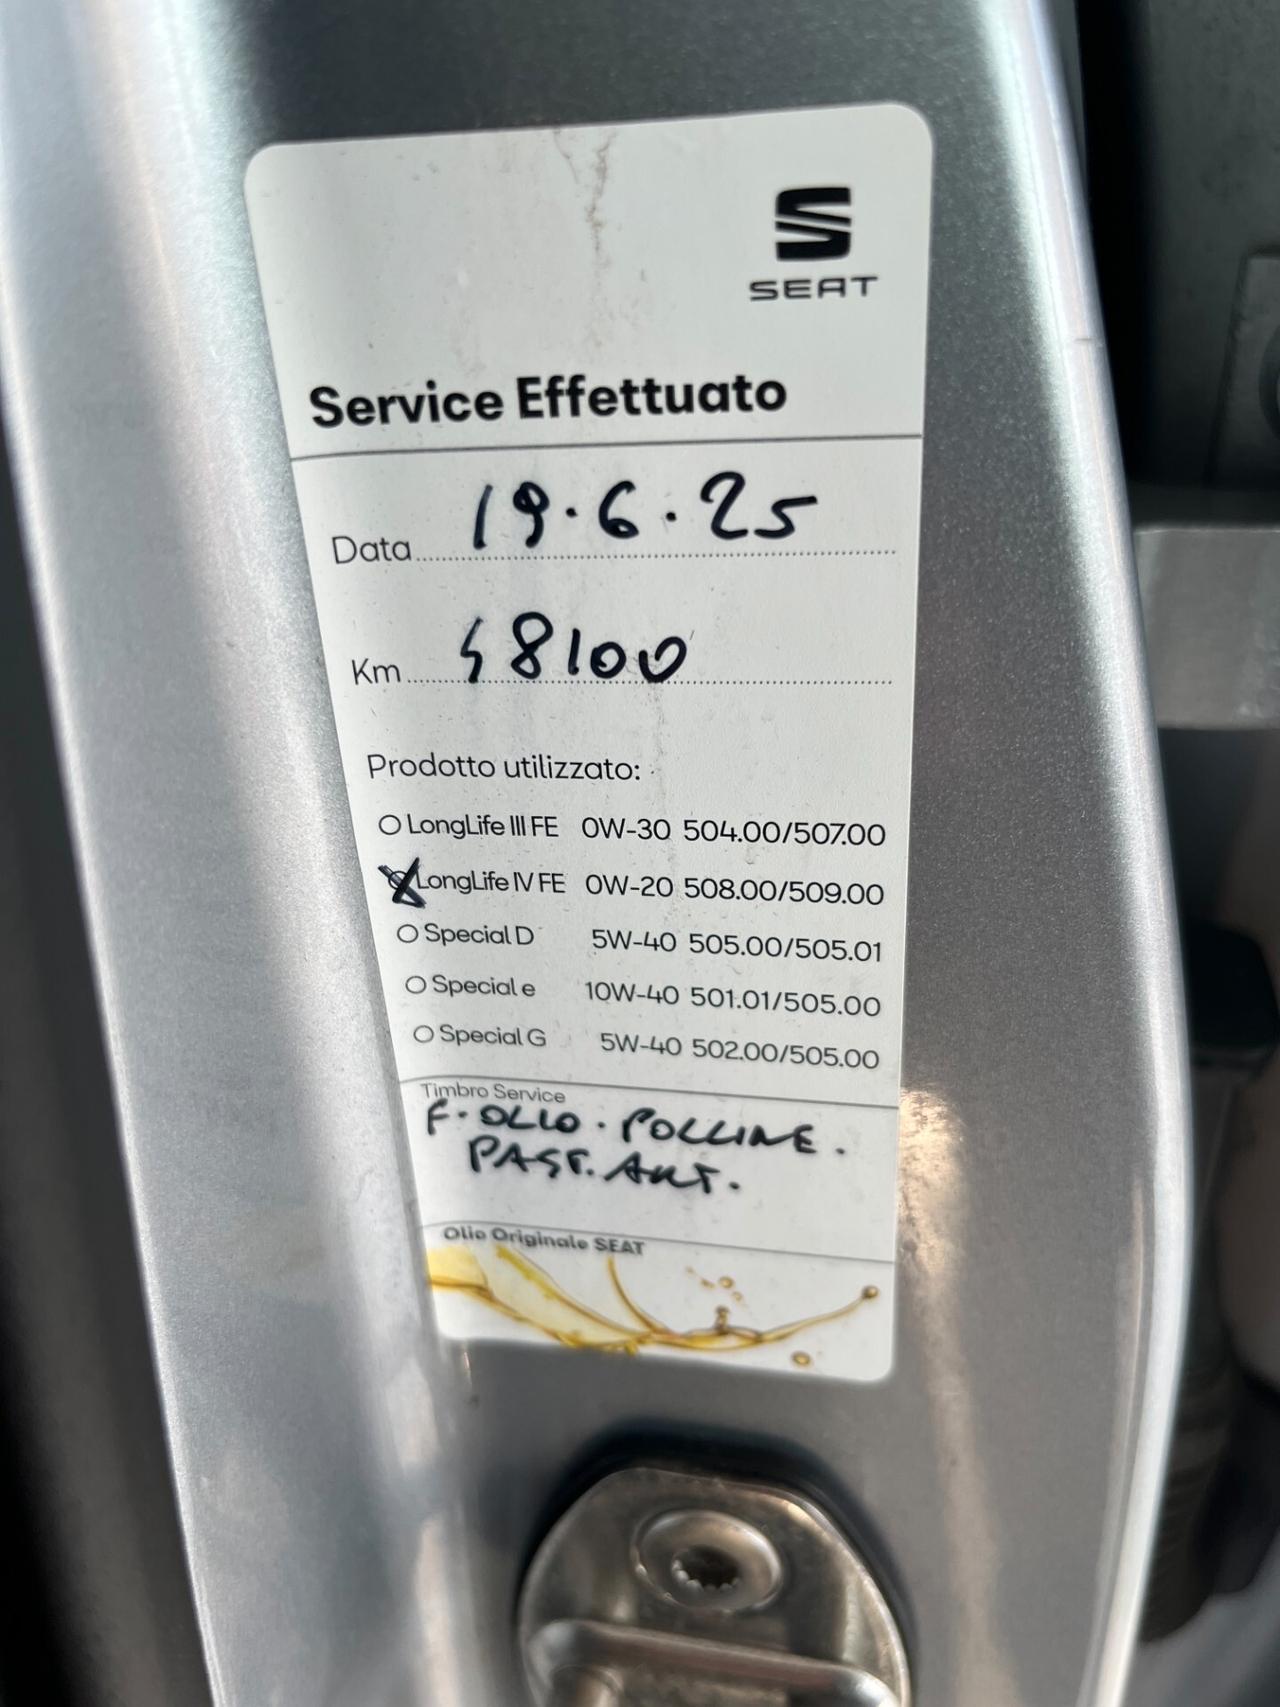 SEAT
Service Effettuato
Data 19.6.25
Km 48100
Prodotto utilizzato:
LongLife III FE 0W-30 504.00/507.00
LongLife IV FE 0W-20 508.00/509.00
Special D 5W-40 505.00/505.01
Special e 10W-40 501.01/505.00
Special G 5W-40 502.00/505.00
Timbro Service
F. OLIO. POLLINE.
PAST. ANT.
Olio Originale SEAT